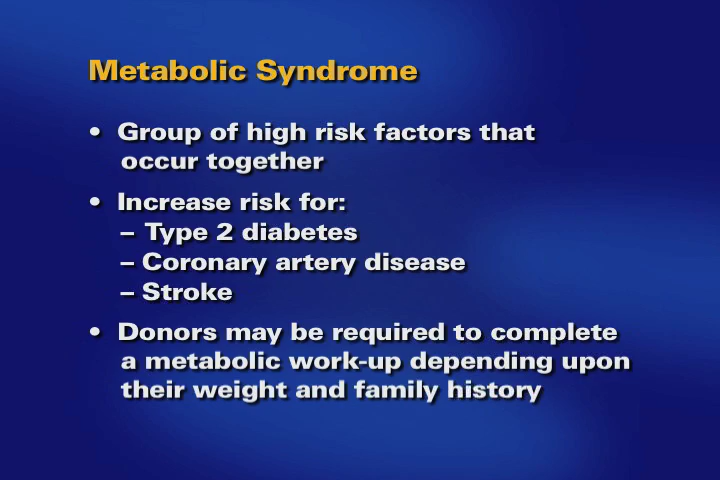 Metabolic Syndrome
• Group of high risk factors that
occur together
• Increase risk for:
– Type 2 diabetes
– Coronary artery disease
– Stroke
• Donors may be required to complete
a metabolic work-up depending upon
their weight and family history